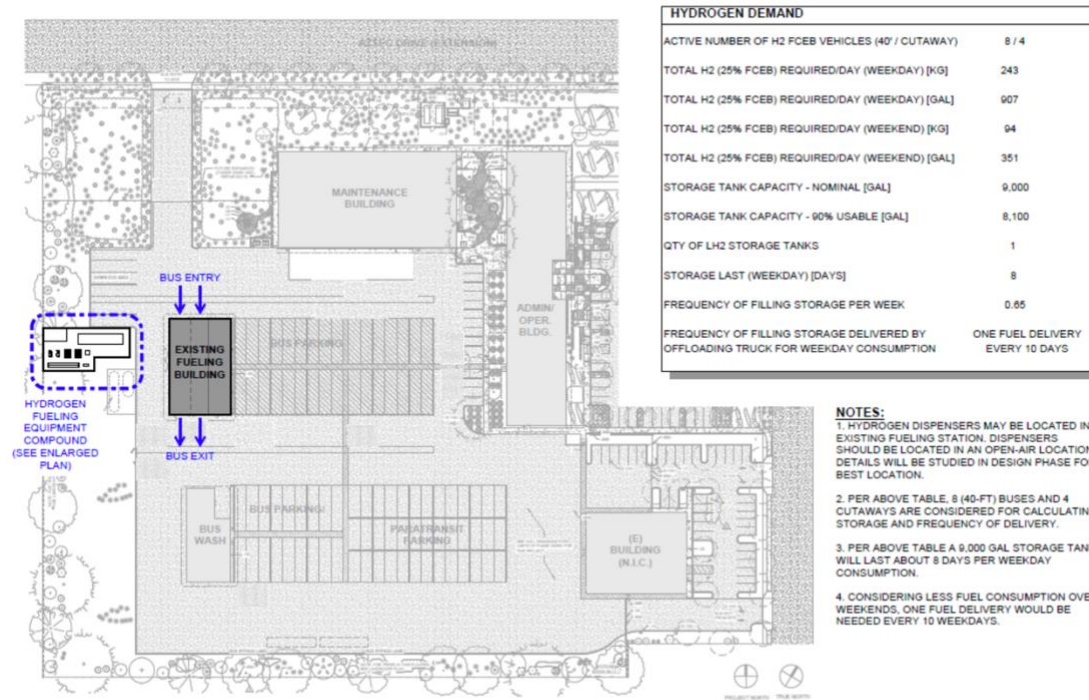 AZTEC DRIVE (EXTENSION)
HYDROGEN DEMAND
ACTIVE NUMBER OF H2 FCEB VEHICLES (40' / CUTAWAY) 8 / 4
TOTAL H2 (25% FCEB) REQUIRED/DAY (WEEKDAY) [KG] 243
TOTAL H2 (25% FCEB) REQUIRED/DAY (WEEKDAY) [GAL] 907
TOTAL H2 (25% FCEB) REQUIRED/DAY (WEEKEND) [KG] 94
TOTAL H2 (25% FCEB) REQUIRED/DAY (WEEKEND) [GAL] 351
STORAGE TANK CAPACITY - NOMINAL [GAL] 9,000
STORAGE TANK CAPACITY - 90% USABLE [GAL] 8,100
QTY OF LH2 STORAGE TANKS 1
STORAGE LAST (WEEKDAY) [DAYS] 8
FREQUENCY OF FILLING STORAGE PER WEEK 0.65
FREQUENCY OF FILLING STORAGE DELIVERED BY ONE FUEL DELIVERY
OFFLOADING TRUCK FOR WEEKDAY CONSUMPTION EVERY 10 DAYS
MAINTENANCE
BUILDING
BUS ENTRY
ADMIN/
OPER.
BLDG.
BUS PARKING
EXISTING
FUELING
BUILDING
HYDROGEN
FUELING
EQUIPMENT
COMPOUND
(SEE ENLARGED
PLAN)
BUS EXIT
BUS PARKING
BUS
WASH
PARATRANSIT
PARKING
(E)
BUILDING
(N.I.C.)
NOTES:
1. HYDROGEN DISPENSERS MAY BE LOCATED IN
EXISTING FUELING STATION. DISPENSERS
SHOULD BE LOCATED IN AN OPEN-AIR LOCATION
DETAILS WILL BE STUDIED IN DESIGN PHASE FO
BEST LOCATION.
2. PER ABOVE TABLE, 8 (40-FT) BUSES AND 4
CUTAWAYS ARE CONSIDERED FOR CALCULATIN
STORAGE AND FREQUENCY OF DELIVERY.
3. PER ABOVE TABLE A 9,000 GAL STORAGE TAN
WILL LAST ABOUT 8 DAYS PER WEEKDAY
CONSUMPTION.
4. CONSIDERING LESS FUEL CONSUMPTION OVE
WEEKENDS, ONE FUEL DELIVERY WOULD BE
NEEDED EVERY 10 WEEKDAYS.
PROJECT NORTH TRUE NORTH